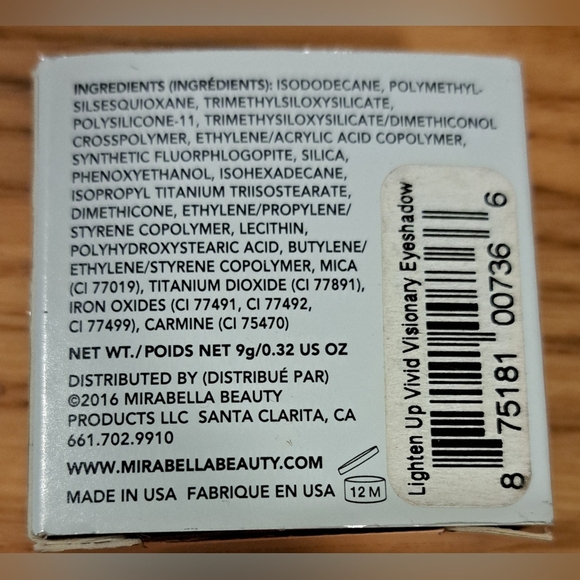 INGREDIENTS (INGRÉDIENTS): ISODODECANE, POLYMETHYL-
SILSESQUIOXANE, TRIMETHYLSILOXYSILICATE,
POLYSILICONE-11, TRIMETHYLSILOXYSILICATE/DIMETHICONOL
CROSSPOLYMER, ETHYLENE/ACRYLIC ACID COPOLYMER,
SYNTHETIC FLUORPHLOGOPITE, SILICA,
PHENOXYETHANOL, ISOHEXADECANE,
ISOPROPYL TITANIUM TRIISOSTEARATE,
DIMETHICONE, ETHYLENE/PROPYLENE/
STYRENE COPOLYMER, LECITHIN,
POLYHYDROXYSTEARIC ACID, BUTYLENE/
ETHYLENE/STYRENE COPOLYMER, MICA
(CI 77019), TITANIUM DIOXIDE (CI 77891),
IRON OXIDES (CI 77491, CI 77492,
CI 77499), CARMINE (CI 75470)
NET WT./POIDS NET 9g/0.32 US OZ
DISTRIBUTED BY (DISTRIBUÉ PAR)
©2016 MIRABELLA BEAUTY
PRODUCTS LLC SANTA CLARITA, CA
661.702.9910
WWW.MIRABELLABEAUTY.COM
MADE IN USA FABRIQUE EN USA
12 M
Lighten Up Vivid Visionary Eyeshadow
8 75181 00736 6